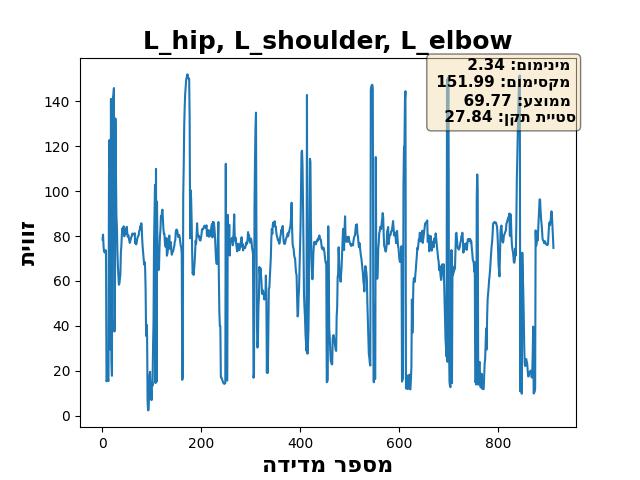 L_hip, L_shoulder, L_elbow
מינימום: 2.34
מקסימום: 151.99
ממוצע: 69.77
סטיית תקן: 27.84
זווית
140
120
100
80
60
40
20
0
0 200 400 600 800
מספר מדידה